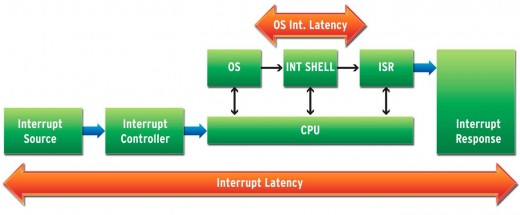 OS Int. Latency
OS
INT SHELL
ISR
Interrupt
Source
Interrupt
Controller
CPU
Interrupt
Response
Interrupt Latency